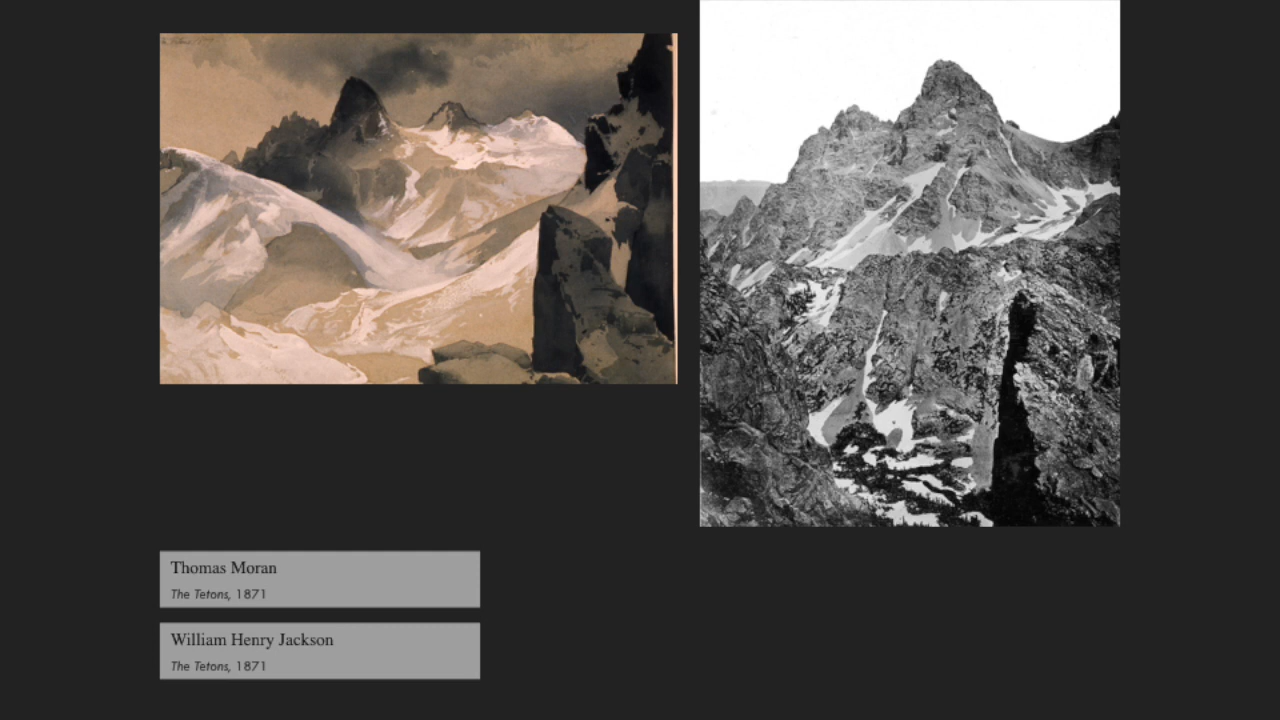 Thomas Moran
The Tetons, 1871
William Henry Jackson
The Tetons, 1871